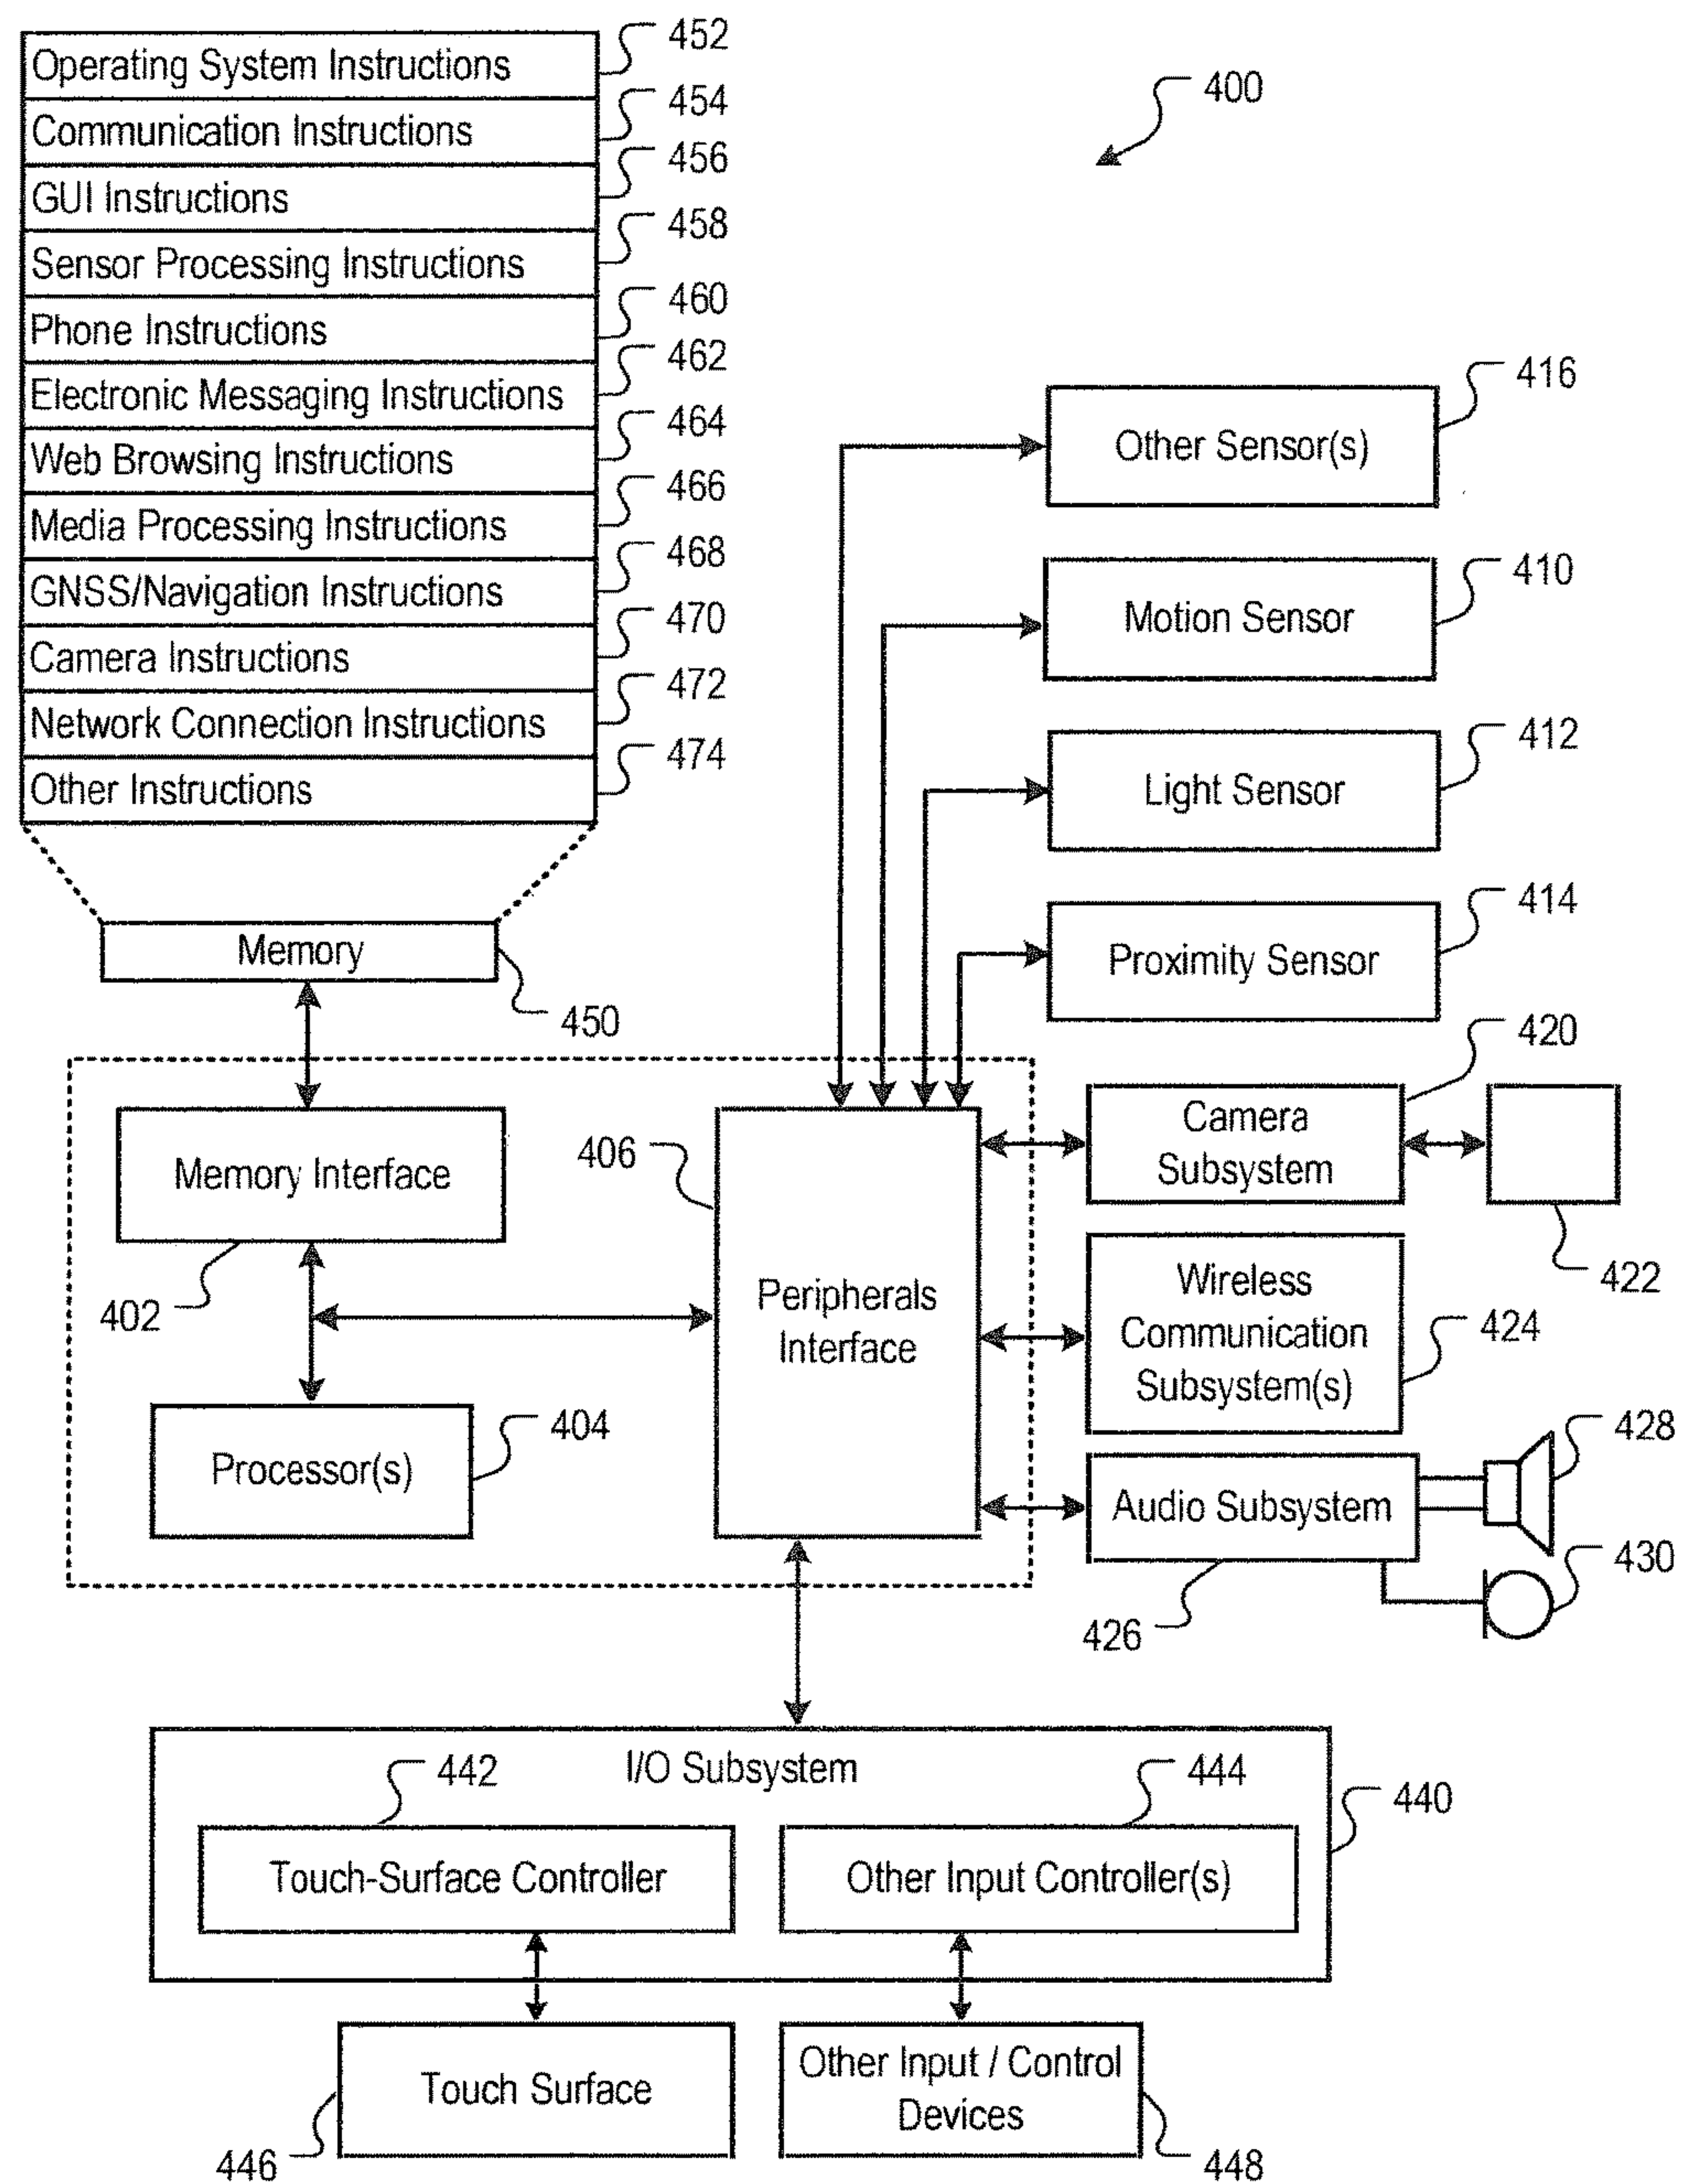 Operating System Instructions
452
Communication Instructions
454
GUI Instructions
456
Sensor Processing Instructions
458
Phone Instructions
460
Electronic Messaging Instructions
462
Web Browsing Instructions
464
Media Processing Instructions
466
GNSS/Navigation Instructions
468
Camera Instructions
470
Network Connection Instructions
472
Other Instructions
474
400
Other Sensor(s)
416
Motion Sensor
410
Light Sensor
412
Proximity Sensor
414
Memory
450
Memory Interface
402
Processor(s)
404
406
Peripherals
Interface
Camera
Subsystem
420
422
Wireless
Communication
Subsystem(s)
424
Audio Subsystem
426
428
430
I/O Subsystem
440
442
Touch-Surface Controller
444
Other Input Controller(s)
Touch Surface
446
Other Input / Control
Devices
448